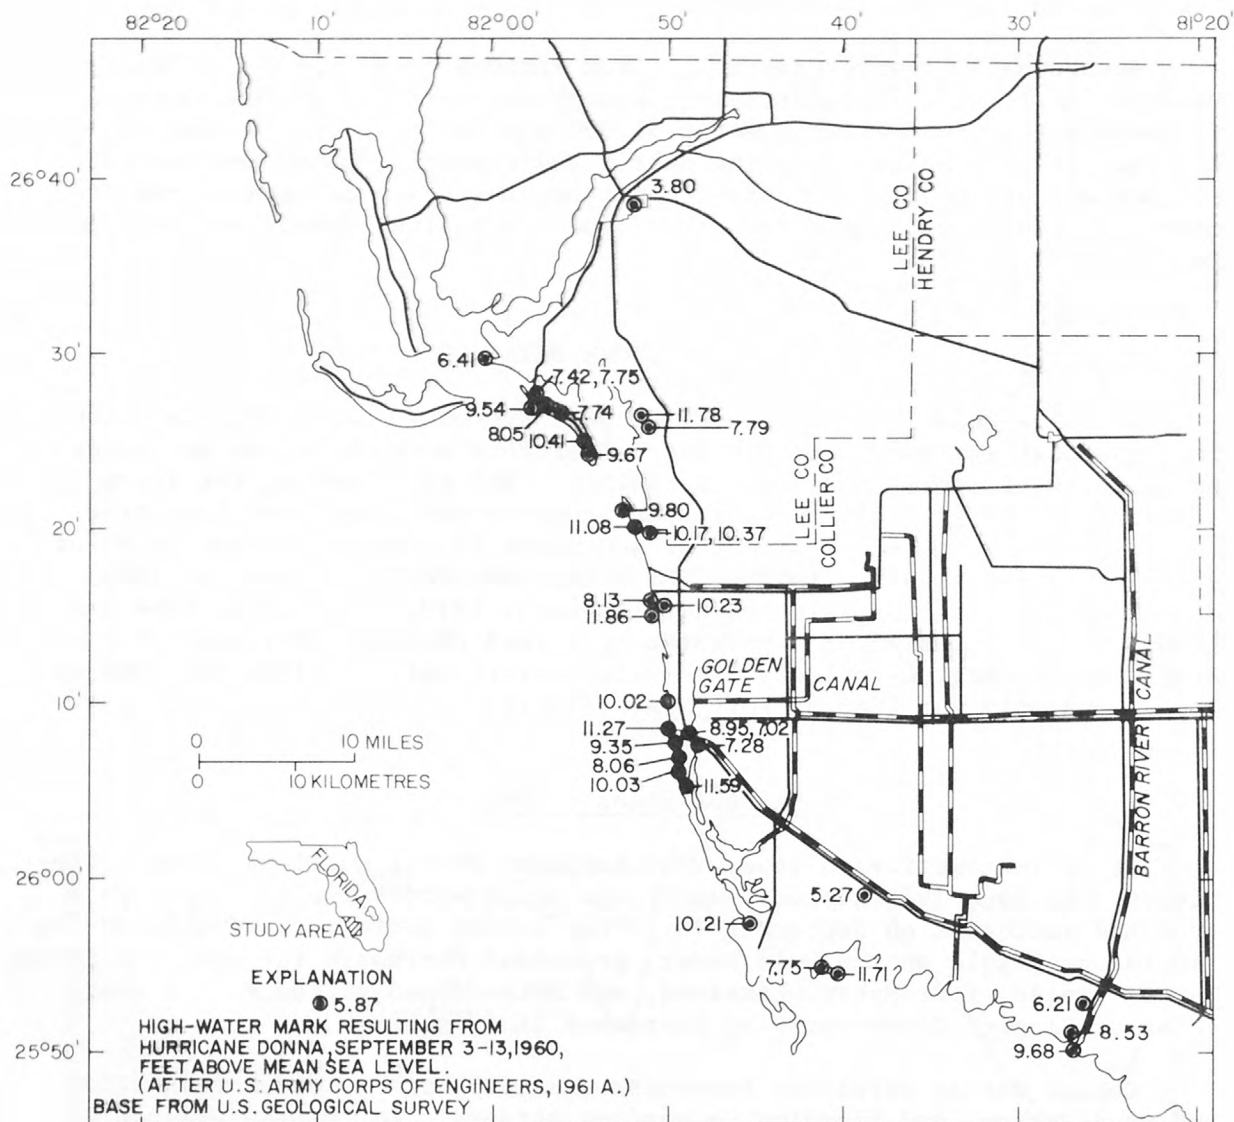 82°20' 10' 82°00' 50' 40' 30' 81°20'
26°40'
3.80
LEE CO
HENDRY CO
30'
6.41
7.42,7.75
9.54
7.74
11.78
8.05
7.79
10.41
9.67
LEE CO
COLLIER CO
9.80
20'
11.08
10.17, 10.37
8.13
10.23
11.86
GOLDEN
GATE CANAL
BARRON RIVER CANAL
10'
10.02
11.27
8.95,7.02
9.35
7.28
8.06
10.03
11.59
0 10 MILES
0 10 KILOMETRES
FLORIDA
STUDY AREA
26°00'
5.27
10.21
7.75
11.71
6.21
8.53
25°50'
9.68
EXPLANATION
5.87
HIGH-WATER MARK RESULTING FROM
HURRICANE DONNA, SEPTEMBER 3-13,1960,
FEET ABOVE MEAN SEA LEVEL.
(AFTER U.S. ARMY CORPS OF ENGINEERS, 1961 A.)
BASE FROM U.S. GEOLOGICAL SURVEY